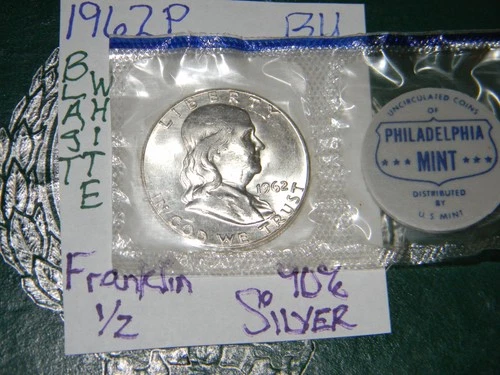 1962P BU
BLAST
WHITE
LIBERTY
1962
IN GOD WE TRUST
UNCIRCULATED COINS
OF
PHILADELPHIA
*** MINT ***
DISTRIBUTED
BY
U S MINT
Franklin
1/2
90%
SILVER